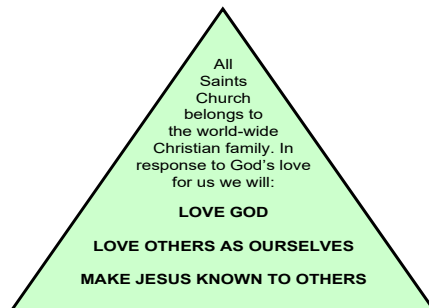 All
Saints
Church
belongs to
the world-wide
Christian family. In
response to God’s love
for us we will:
LOVE GOD
LOVE OTHERS AS OURSELVES
MAKE JESUS KNOWN TO OTHERS